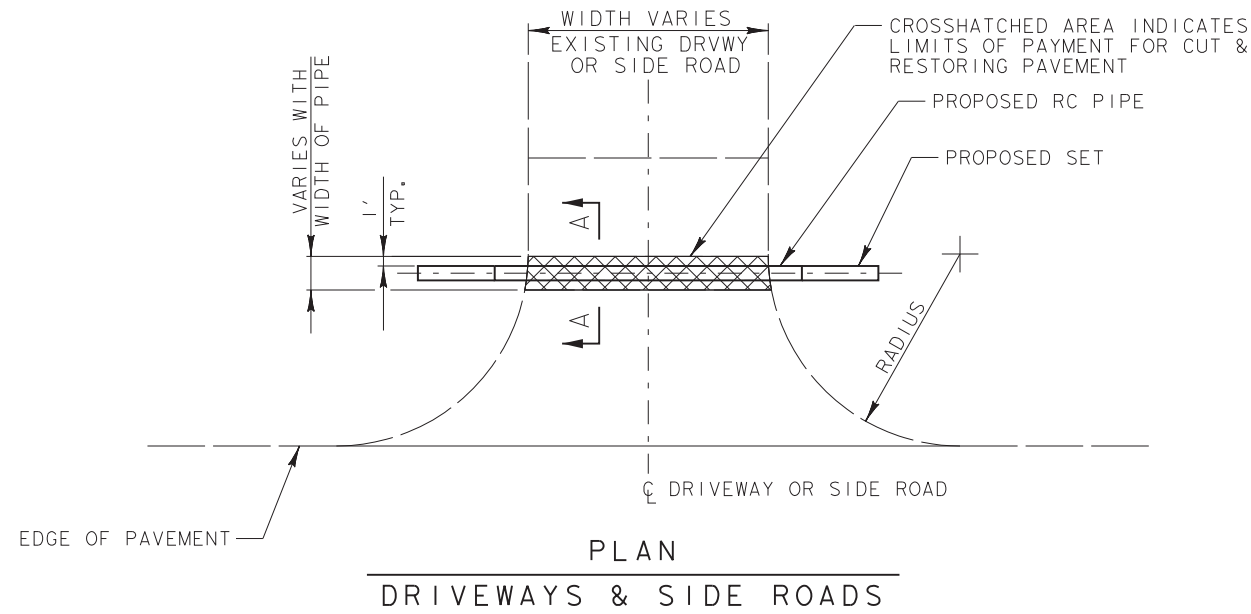 WIDTH VARIES
EXISTING DRVWY
OR SIDE ROAD
CROSSHATCHED AREA INDICATES
LIMITS OF PAYMENT FOR CUT &
RESTORING PAVEMENT
PROPOSED RC PIPE
PROPOSED SET
VARIES WITH
WIDTH OF PIPE
1'
TYP.
A
A
RADIUS
℄ DRIVEWAY OR SIDE ROAD
EDGE OF PAVEMENT
PLAN
DRIVEWAYS & SIDE ROADS